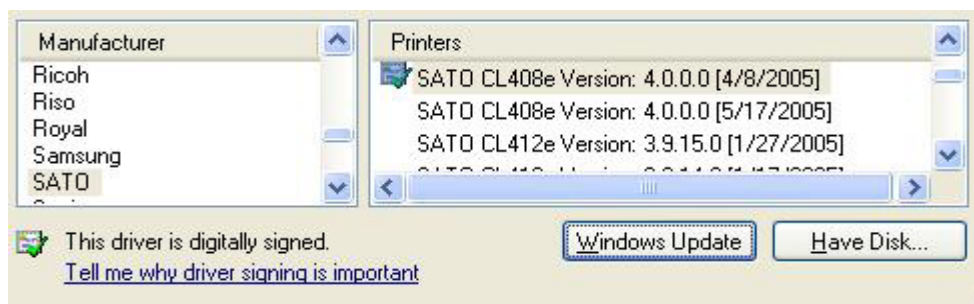 Manufacturer
Ricoh
Riso
Royal
Samsung
SATO
Printers
SATO CL408e Version: 4.0.0.0 [4/8/2005]
SATO CL408e Version: 4.0.0.0 [5/17/2005]
SATO CL412e Version: 3.9.15.0 [1/27/2005]
This driver is digitally signed.
Tell me why driver signing is important
Windows Update
Have Disk...